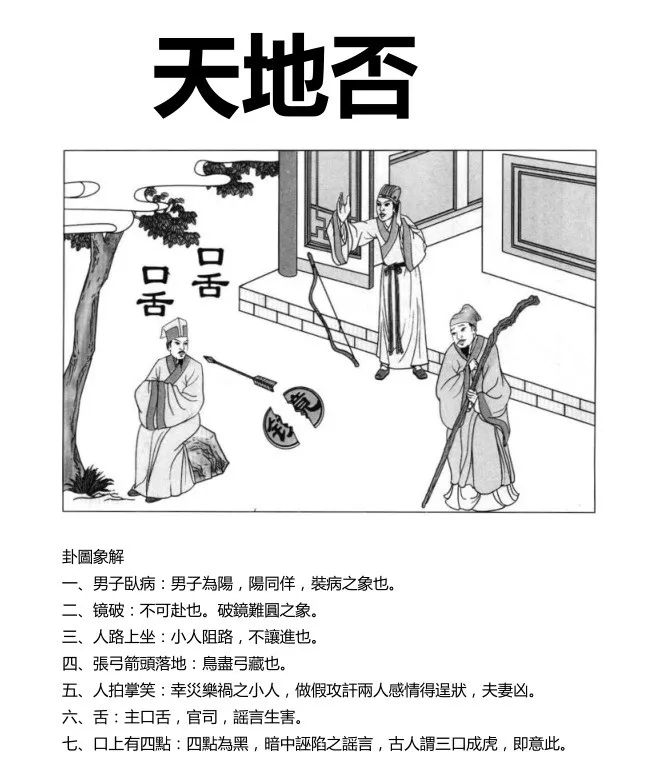 天地否
口舌
口舌
卦圖象解
一、男子臥病：男子為陽，陽同佯，裝病之象也。
二、镜破：不可赴也。破鏡難圓之象。
三、人路上坐：小人阻路，不讓進也。
四、張弓箭頭落地：鳥盡弓藏也。
五、人拍掌笑：幸災樂禍之小人，做假攻訐兩人感情得逞狀，夫妻凶。
六、舌：主口舌，官司，謡言生害。
七、口上有四點：四點為黑，暗中誣陷之謡言，古人謂三口成虎，即意此。